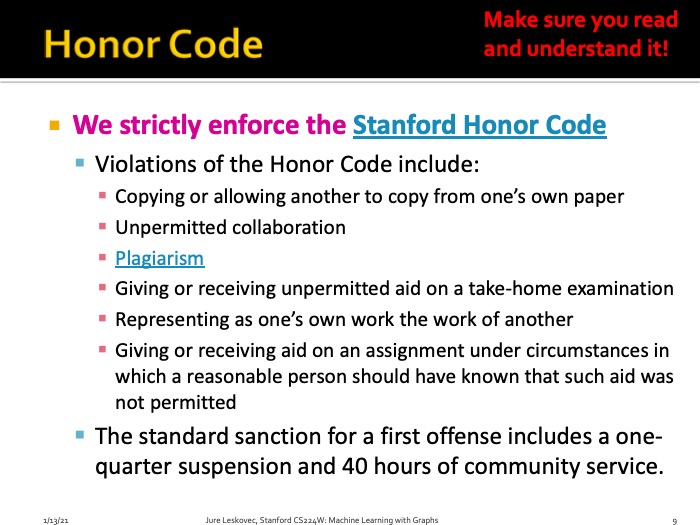 Honor Code
Make sure you read
and understand it!
We strictly enforce the Stanford Honor Code
Violations of the Honor Code include:
Copying or allowing another to copy from one’s own paper
Unpermitted collaboration
Plagiarism
Giving or receiving unpermitted aid on a take-home examination
Representing as one’s own work the work of another
Giving or receiving aid on an assignment under circumstances in
which a reasonable person should have known that such aid was
not permitted
The standard sanction for a first offense includes a one-
quarter suspension and 40 hours of community service.
1/13/21
Jure Leskovec, Stanford CS224W: Machine Learning with Graphs
9